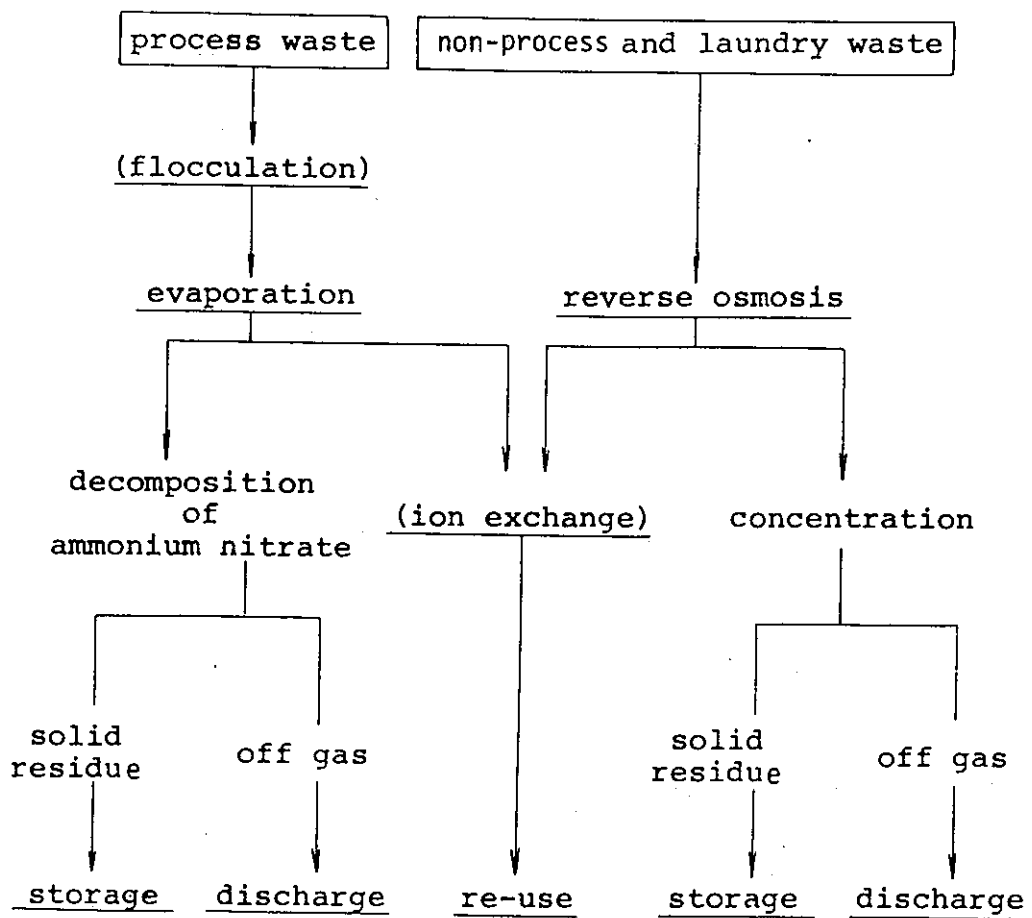 process waste
non-process and laundry waste
(flocculation)
evaporation
reverse osmosis
decomposition
of
ammonium nitrate
(ion exchange)
concentration
solid
residue
off gas
solid
residue
off gas
storage
discharge
re-use
storage
discharge